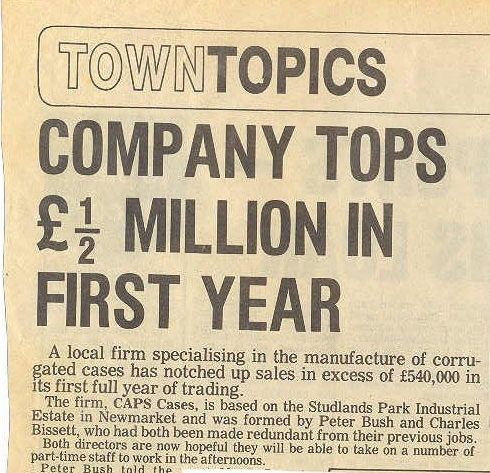 TOWNTOPICS
COMPANY TOPS
£½ MILLION IN
FIRST YEAR
A local firm specialising in the manufacture of corru-
gated cases has notched up sales in excess of £540,000 in
its first full year of trading.
The firm, CAPS Cases, is based on the Studlands Park Industrial
Estate in Newmarket and was formed by Peter Bush and Charles
Bissett, who had both been made redundant from their previous jobs.
Both directors are now hopeful they will be able to take on a number of
part-time staff to work in the afternoons.
Peter Bush told the